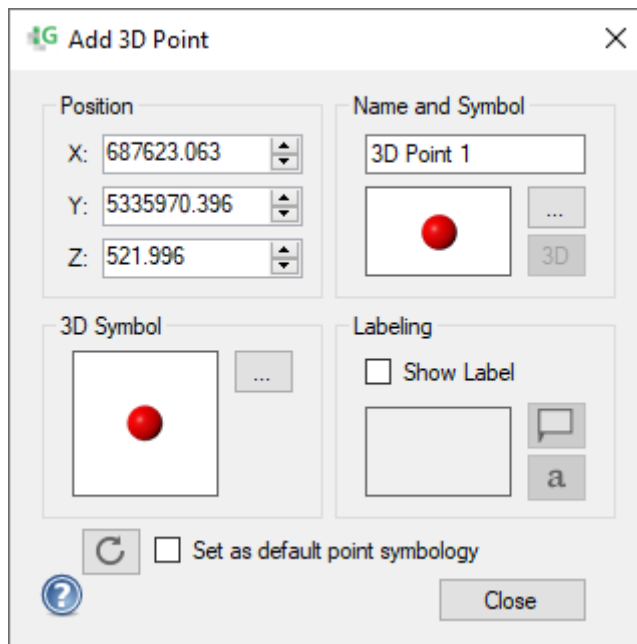 Add 3D Point
Position
X: 687623.063
Y: 5335970.396
Z: 521.996
Name and Symbol
3D Point 1
...
3D
3D Symbol
...
Labeling
Show Label
a
Set as default point symbology
?
Close